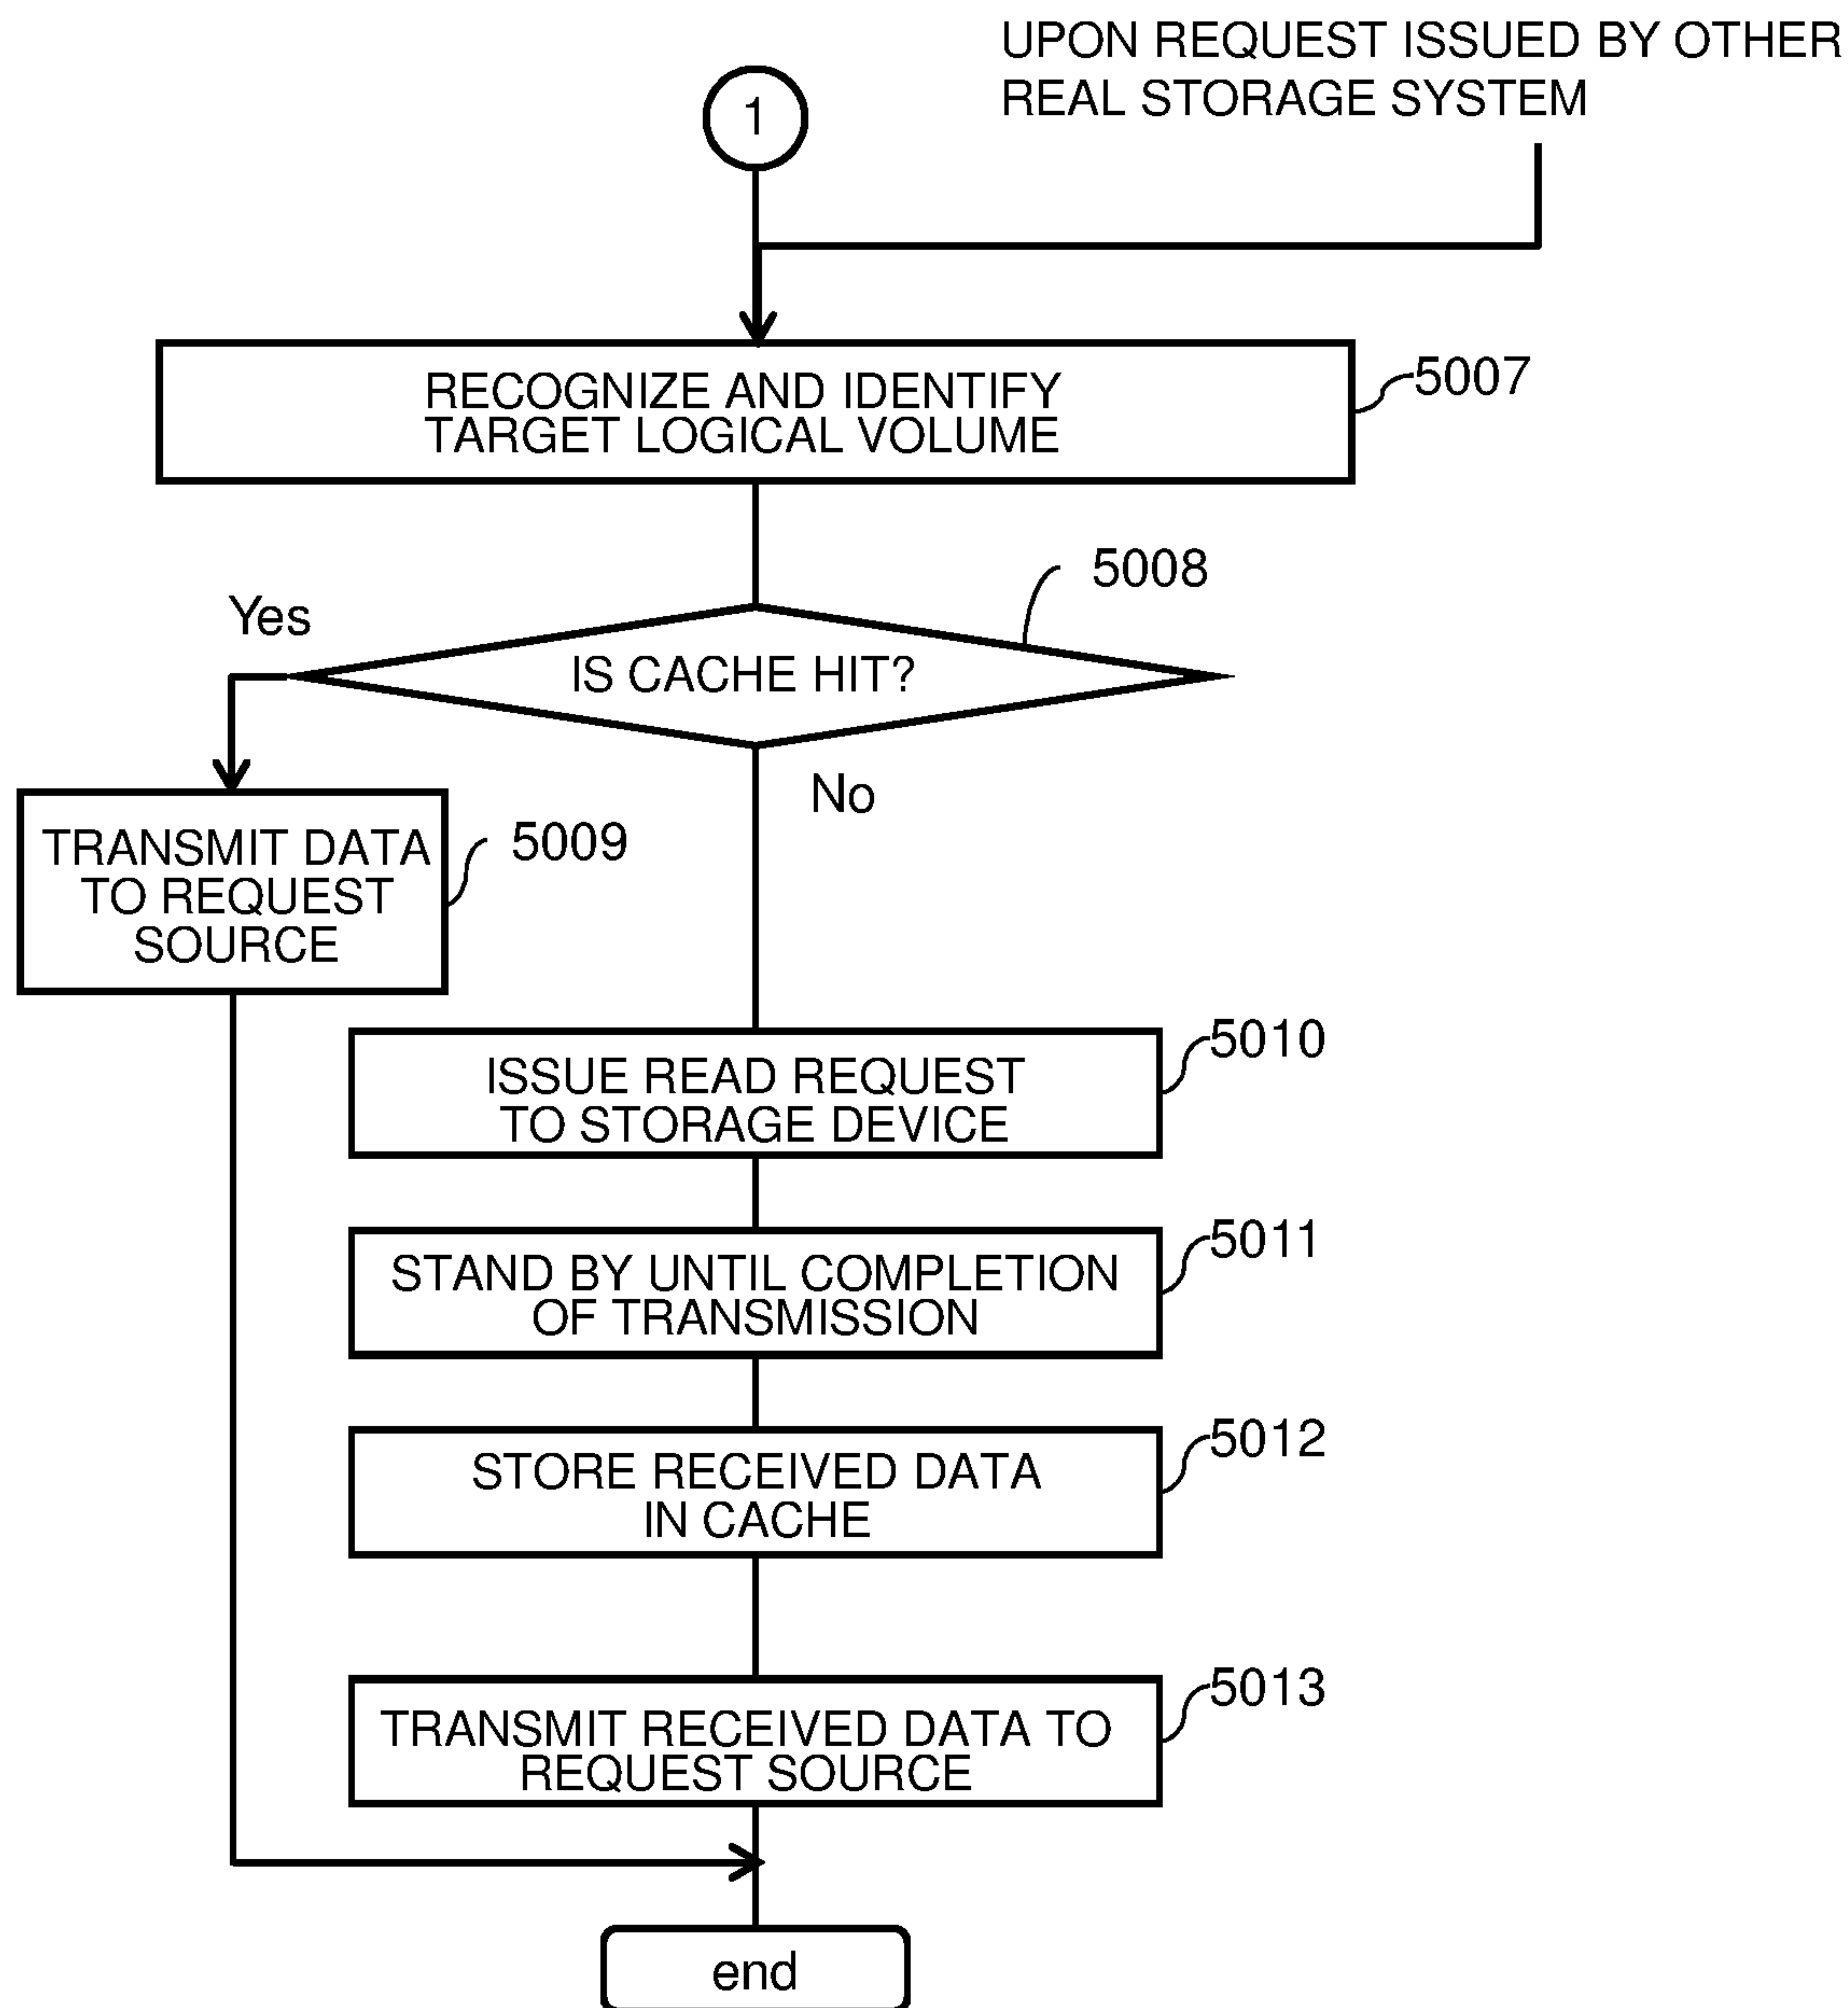 UPON REQUEST ISSUED BY OTHER
REAL STORAGE SYSTEM
1
RECOGNIZE AND IDENTIFY
TARGET LOGICAL VOLUME
5007
5008
Yes
IS CACHE HIT?
No
TRANSMIT DATA
TO REQUEST
SOURCE
5009
ISSUE READ REQUEST
TO STORAGE DEVICE
5010
STAND BY UNTIL COMPLETION
OF TRANSMISSION
5011
STORE RECEIVED DATA
IN CACHE
5012
TRANSMIT RECEIVED DATA TO
REQUEST SOURCE
5013
end